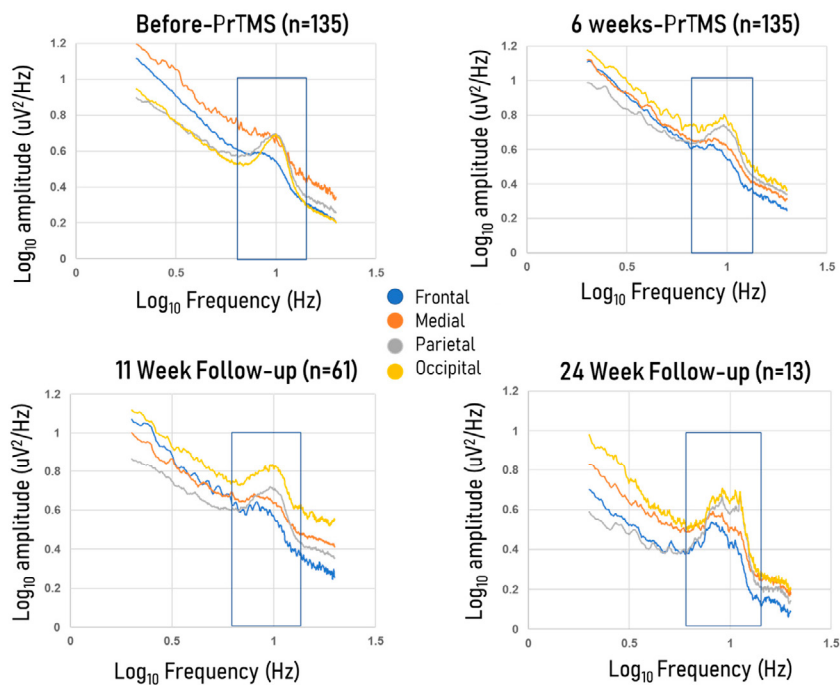 Before-PrTMS (n=135)
1.2
1
0.8
0.6
0.4
0.2
0
0
0.5
1
1.5
Log₁₀ amplitude (uV²/Hz)
Log₁₀ Frequency (Hz)
6 weeks-PrTMS (n=135)
1.2
1
0.8
0.6
0.4
0.2
0
0
0.5
1
1.5
Log₁₀ amplitude (uV²/Hz)
Log₁₀ Frequency (Hz)
Frontal
Medial
Parietal
Occipital
11 Week Follow-up (n=61)
1.2
1
0.8
0.6
0.4
0.2
0
0
0.5
1
1.5
Log₁₀ amplitude (uV²/Hz)
Log₁₀ Frequency (Hz)
24 Week Follow-up (n=13)
1.2
1
0.8
0.6
0.4
0.2
0
0
0.5
1
1.5
Log₁₀ amplitude (uV²/Hz)
Log₁₀ Frequency (Hz)